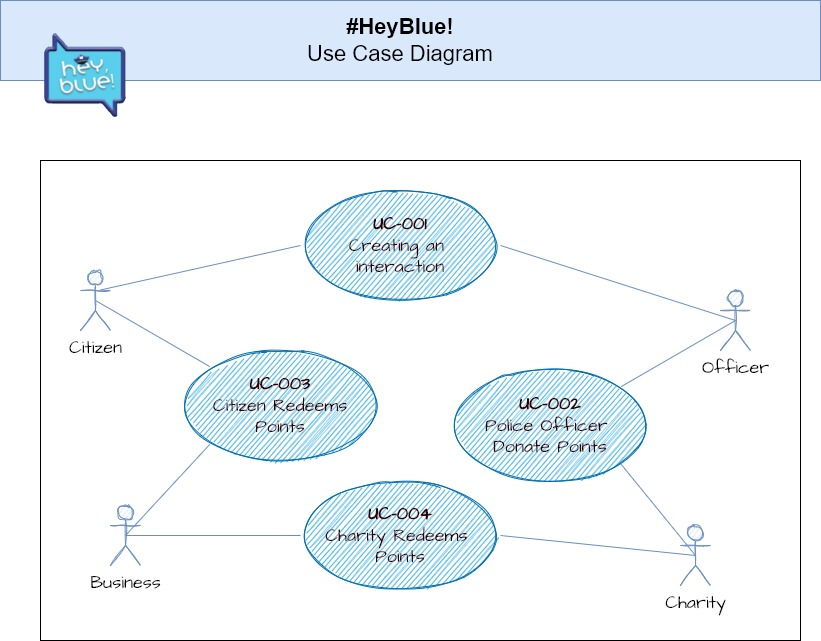 #HeyBlue!
Use Case Diagram
hey,
blue!
UC-001
Creating an
interaction
Citizen
Officer
UC-003
Citizen Redeems
Points
UC-002
Police Officer
Donate Points
UC-004
Charity Redeems
Points
Business
Charity